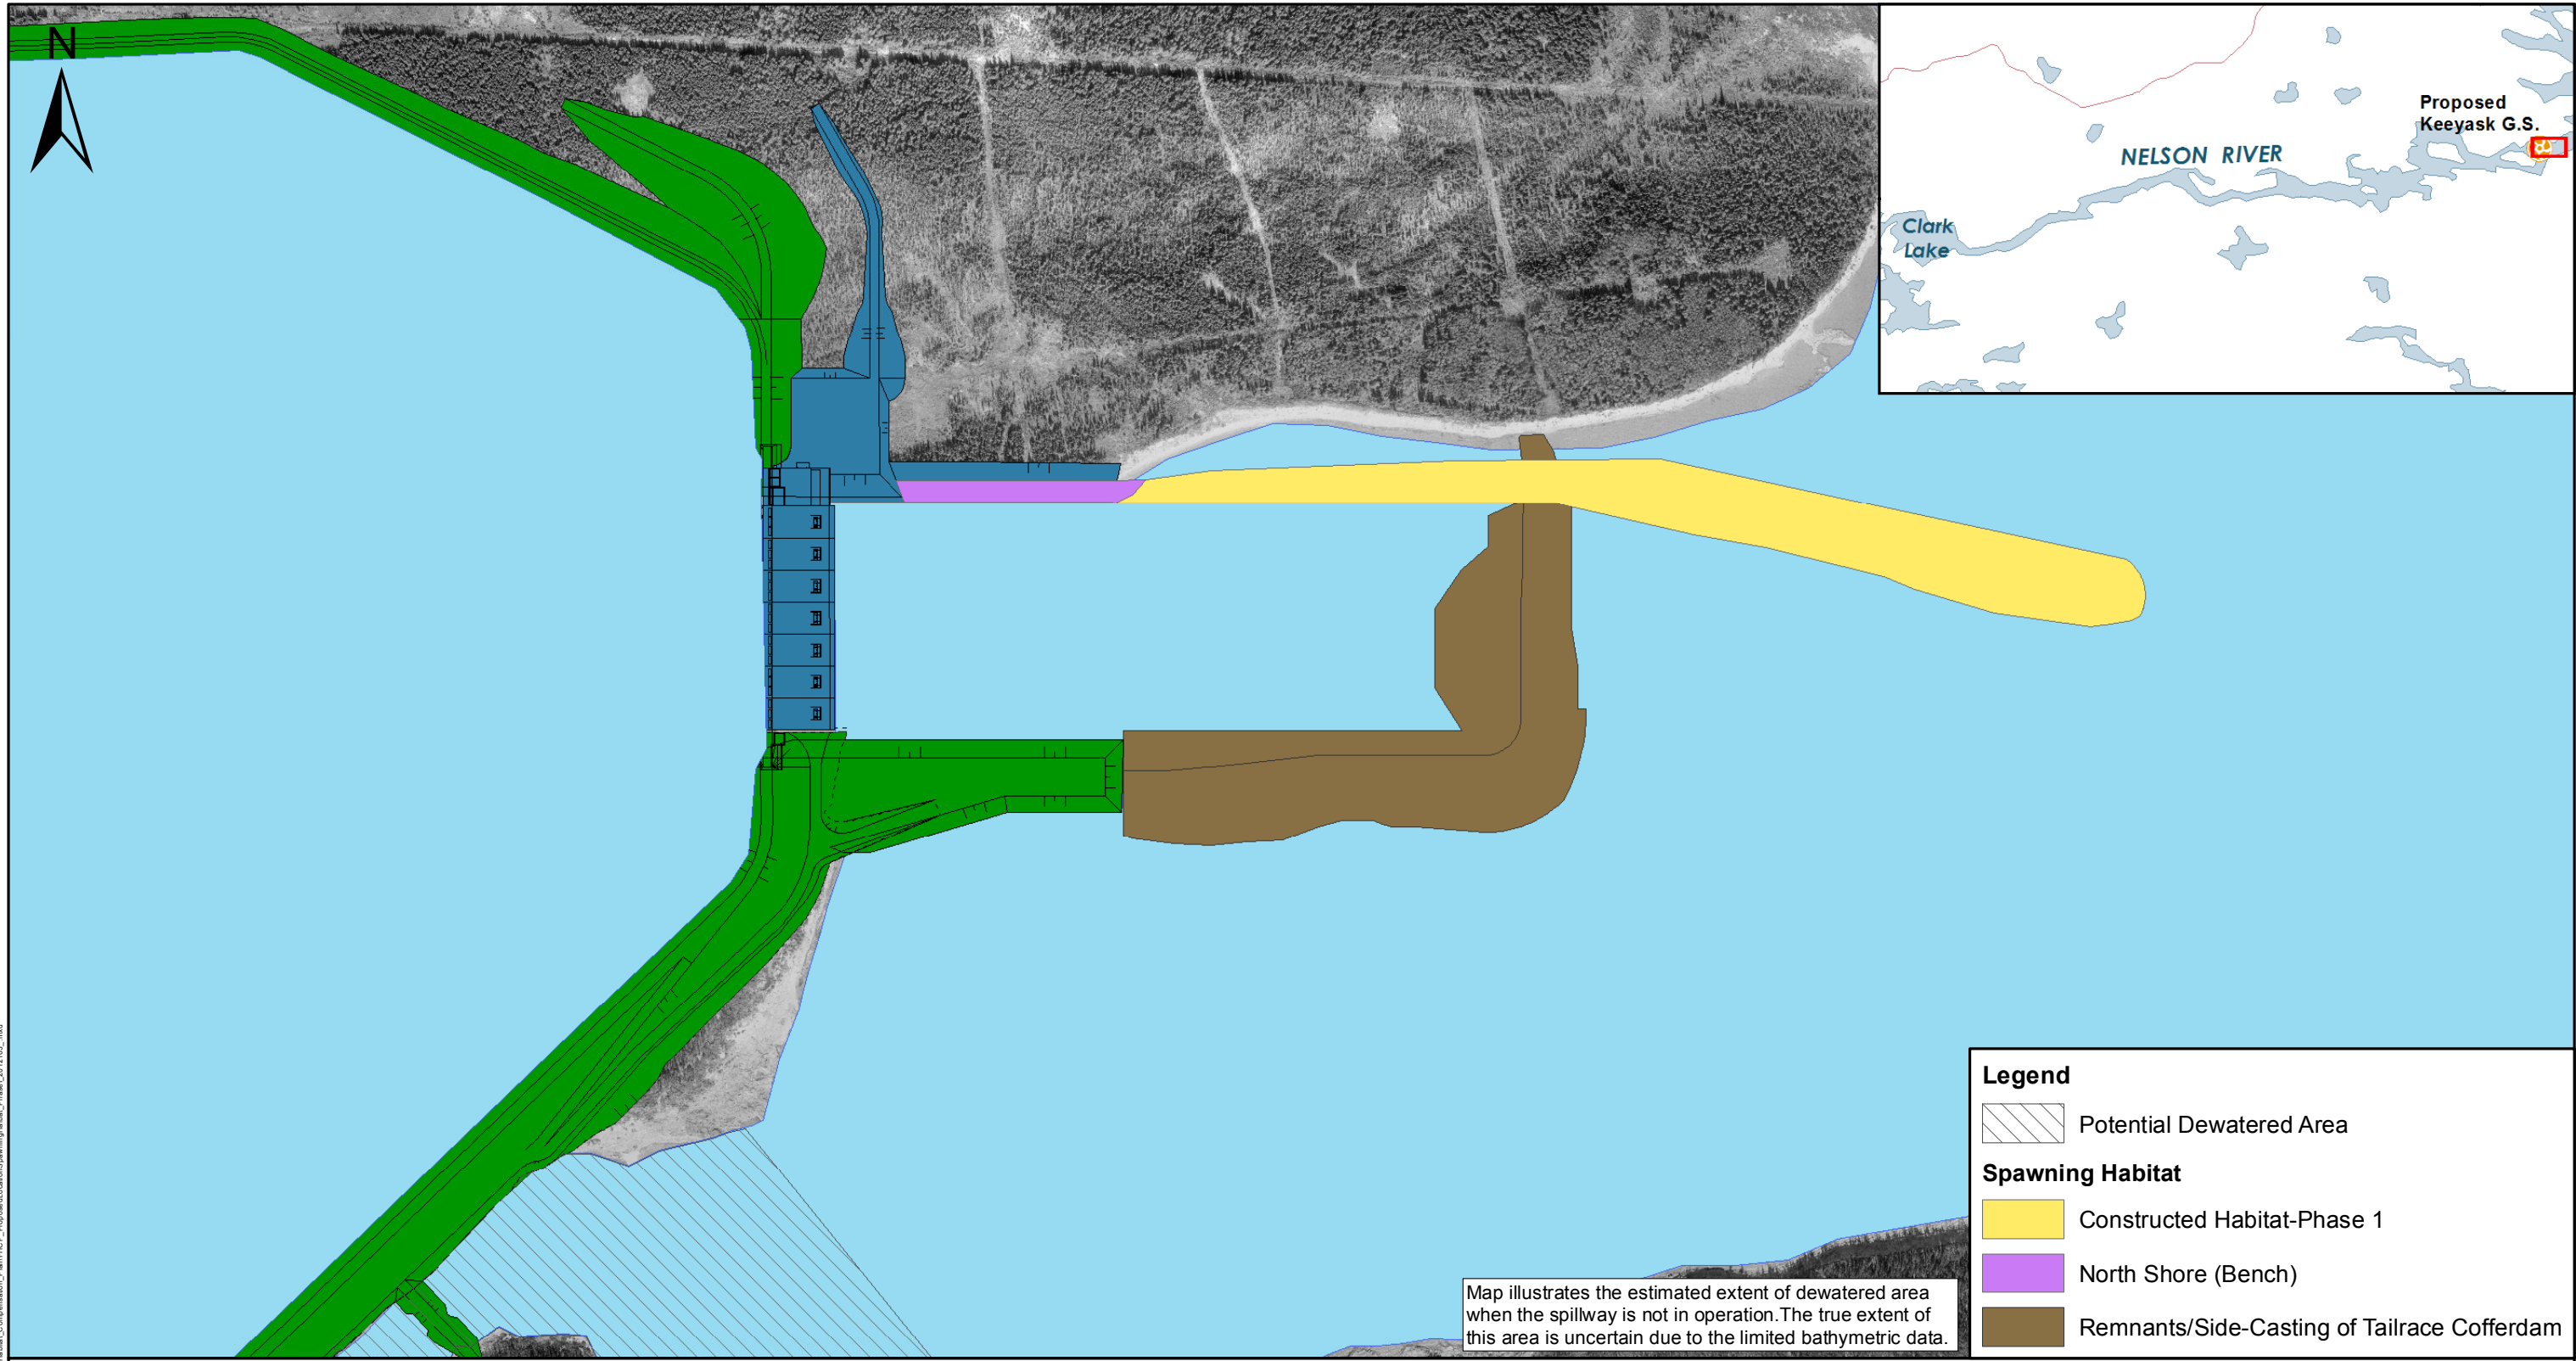 N
Proposed
Keeyask G.S.
NELSON RIVER
Clark
Lake
Map illustrates the estimated extent of dewatered area
when the spillway is not in operation.The true extent of
this area is uncertain due to the limited bathymetric data.
Legend
Potential Dewatered Area
Spawning Habitat
Constructed Habitat-Phase 1
North Shore (Bench)
Remnants/Side-Casting of Tailrace Cofferdam